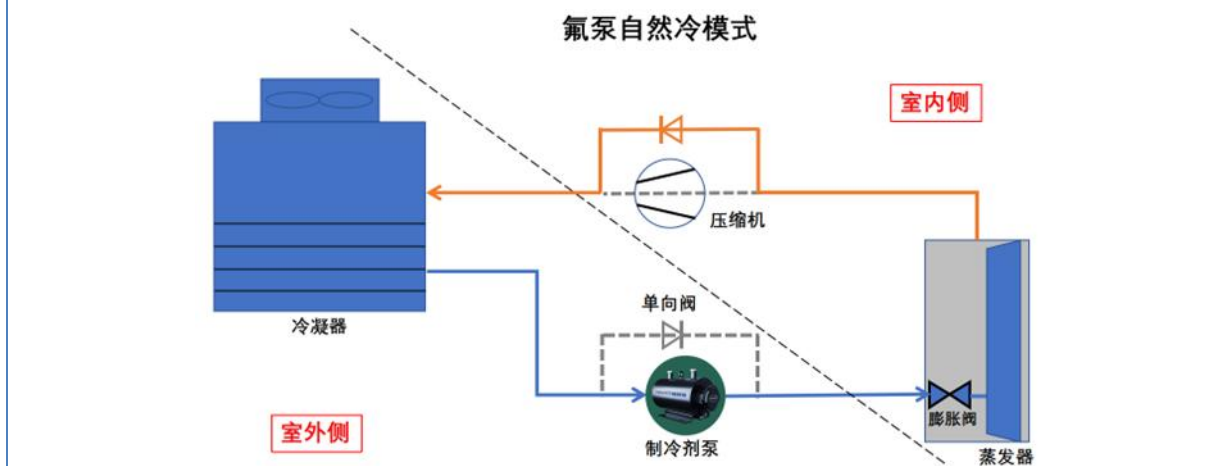 氟泵自然冷模式
室内侧
压缩机
单向阀
冷凝器
膨胀阀
室外侧
制冷剂泵
蒸发器